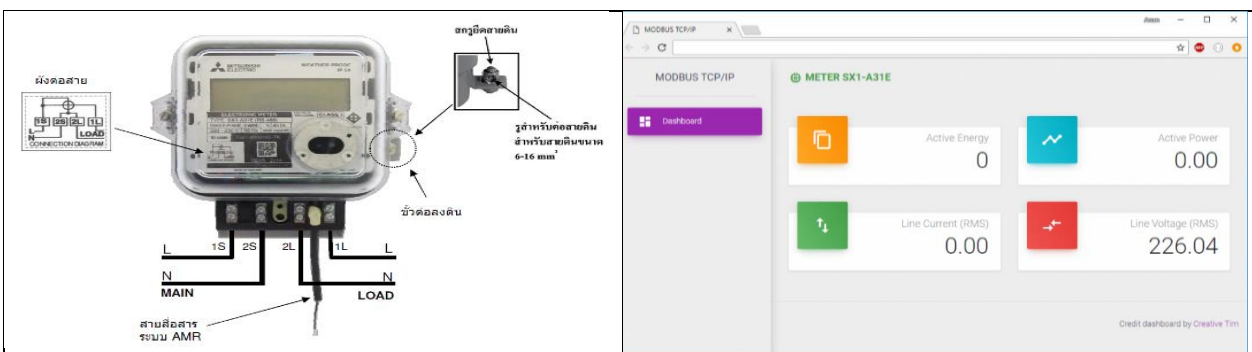 สกรูยึดสายดิน
ผังต่อสาย
1S 2S 2L 1L
L
N
LOAD
CONNECTION DIAGRAM
MITSUBISHI
ELECTRIC
WEATHER PROOF
ELECTRONIC METER
รูสำหรับต่อสายดิน
สำหรับสายดินขนาด
6-16 mm²
ขั้วต่อลงดิน
1S 2S 2L 1L
L L
N N
MAIN LOAD
สายสื่อสาร
ระบบ AMR
MODBUS TCP/IP
MODBUS TCP/IP
METER SX1-A31E
Dashboard
Active Energy
0
Active Power
0.00
Line Current (RMS)
0.00
Line Voltage (RMS)
226.04
Credit dashboard by Creative Tim